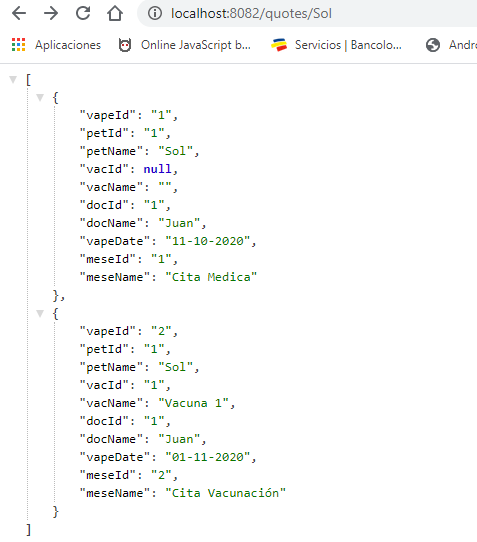 localhost:8082/quotes/Sol
Aplicaciones Online JavaScript b... Servicios | Bancolo... Andro
[
{
"vapeId": "1",
"petId": "1",
"petName": "Sol",
"vacId": null,
"vacName": "",
"docId": "1",
"docName": "Juan",
"vapeDate": "11-10-2020",
"meseId": "1",
"meseName": "Cita Medica"
},
{
"vapeId": "2",
"petId": "1",
"petName": "Sol",
"vacId": "1",
"vacName": "Vacuna 1",
"docId": "1",
"docName": "Juan",
"vapeDate": "01-11-2020",
"meseId": "2",
"meseName": "Cita Vacunación"
}
]